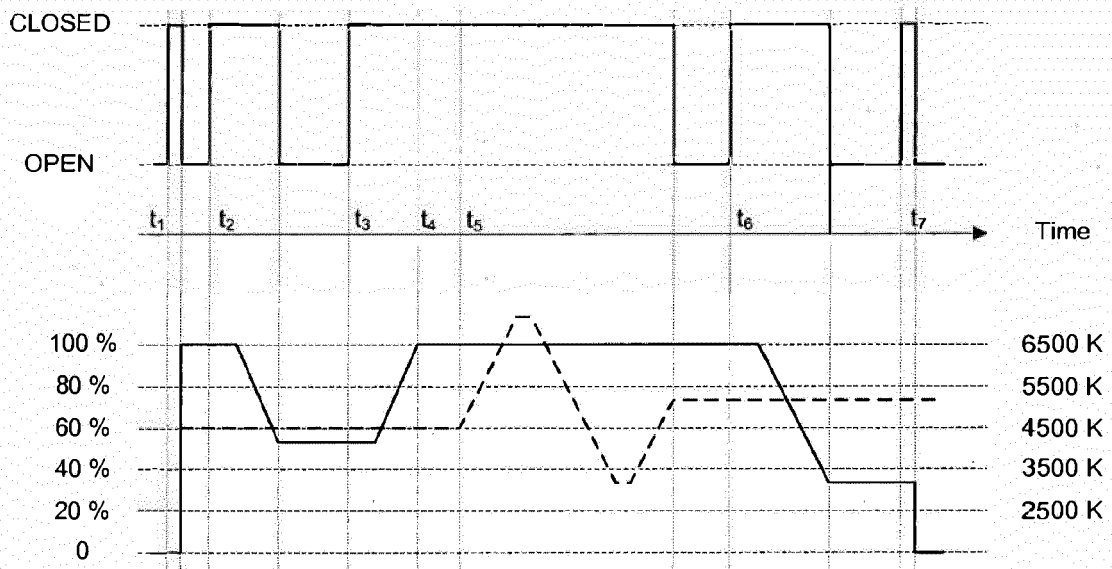 CLOSED
OPEN
t₁ t₂ t₃ t₄ t₅ t₆ t₇ Time
100 % 6500 K
80 % 5500 K
60 % 4500 K
40 % 3500 K
20 % 2500 K
0